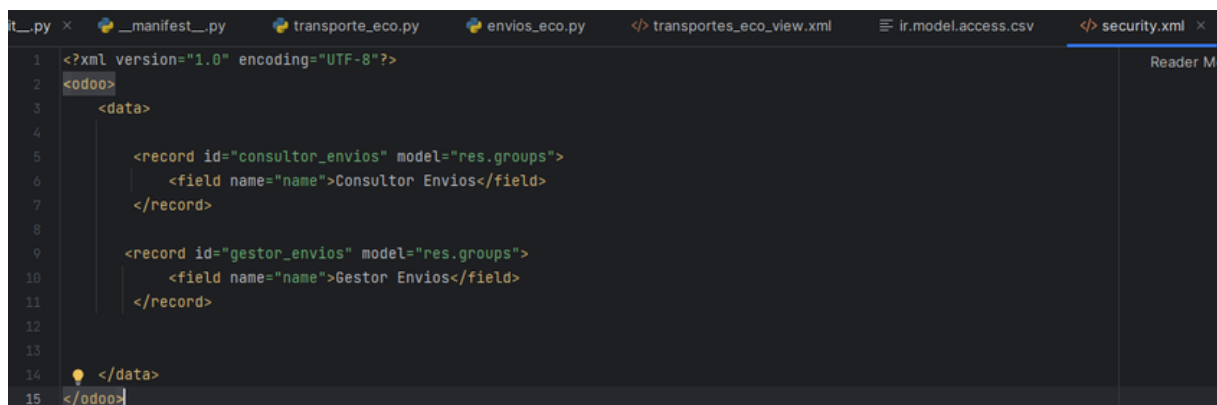 it__.py × __manifest__.py transporte_eco.py envios_eco.py </> transportes_eco_view.xml ir.model.access.csv </> security.xml ×
1 <?xml version="1.0" encoding="UTF-8"?> Reader M
2 <odoo>
3 <data>
4
5 <record id="consultor_envios" model="res.groups">
6 <field name="name">Consultor Envios</field>
7 </record>
8
9 <record id="gestor_envios" model="res.groups">
10 <field name="name">Gestor Envios</field>
11 </record>
12
13
14 </data>
15 </odoo>